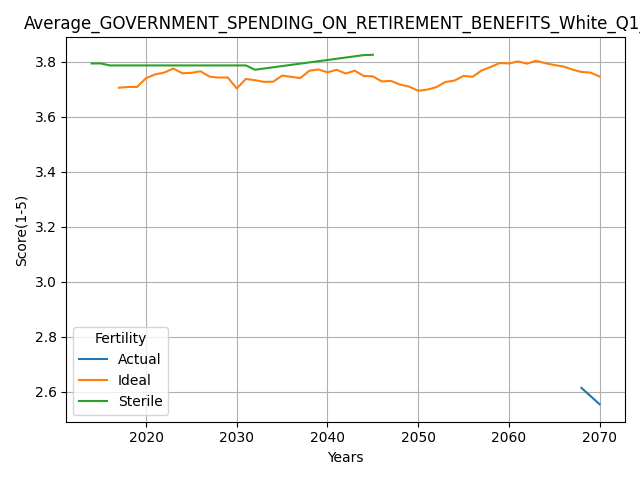 Average_GOVERNMENT_SPENDING_ON_RETIREMENT_BENEFITS_White_Q1_
3.8
3.6
3.4
3.2
3.0
2.8
2.6
Score(1-5)
Fertility
Actual
Ideal
Sterile
2020 2030 2040 2050 2060 2070
Years